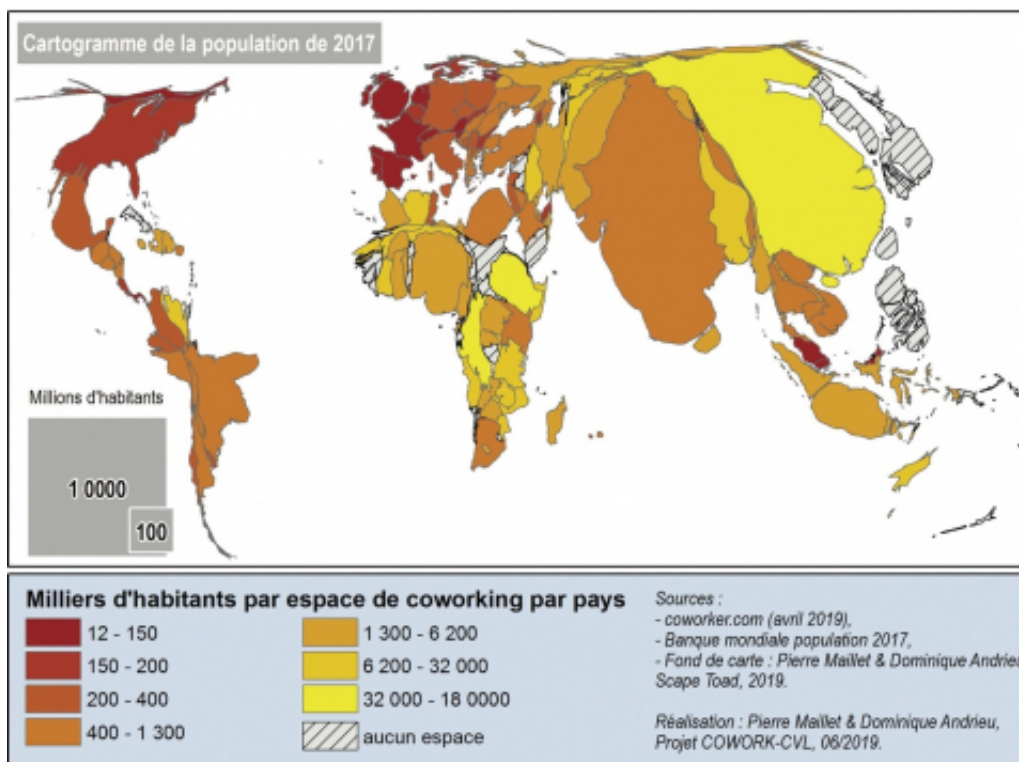 Cartogramme de la population de 2017
Millions d'habitants
1 0000
100
Milliers d'habitants par espace de coworking par pays
12 - 150
150 - 200
200 - 400
400 - 1 300
1 300 - 6 200
6 200 - 32 000
32 000 - 18 0000
aucun espace
Sources :
- coworker.com (avril 2019),
- Banque mondiale population 2017,
- Fond de carte : Pierre Maillet & Dominique Andrieu
Scape Toad, 2019.
Réalisation : Pierre Maillet & Dominique Andrieu,
Projet COWORK-CVL, 06/2019.